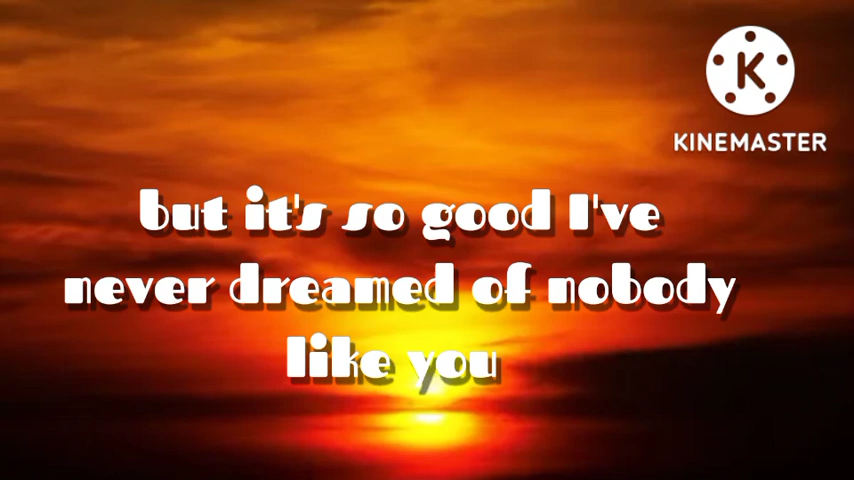 K
KINEMASTER
but it's so good I've
never dreamed of nobody
like you